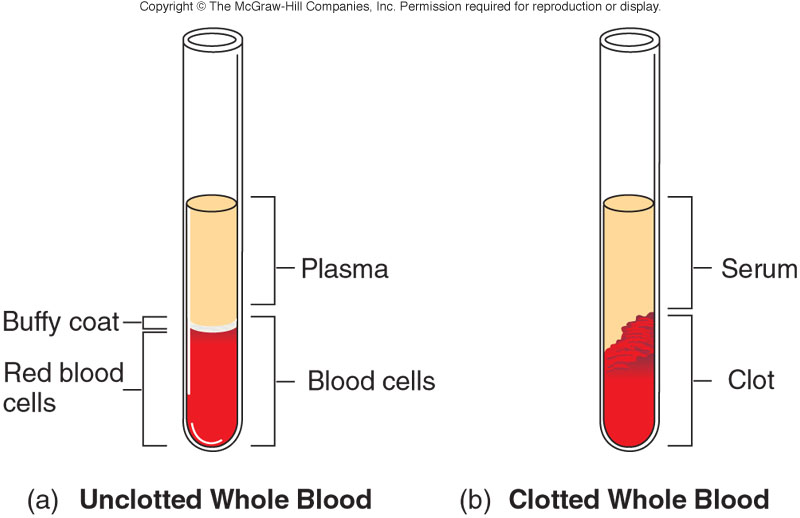 Copyright © The McGraw-Hill Companies, Inc. Permission required for reproduction or display.
Plasma
Buffy coat
Red blood
cells
Blood cells
(a) Unclotted Whole Blood
Serum
Clot
(b) Clotted Whole Blood